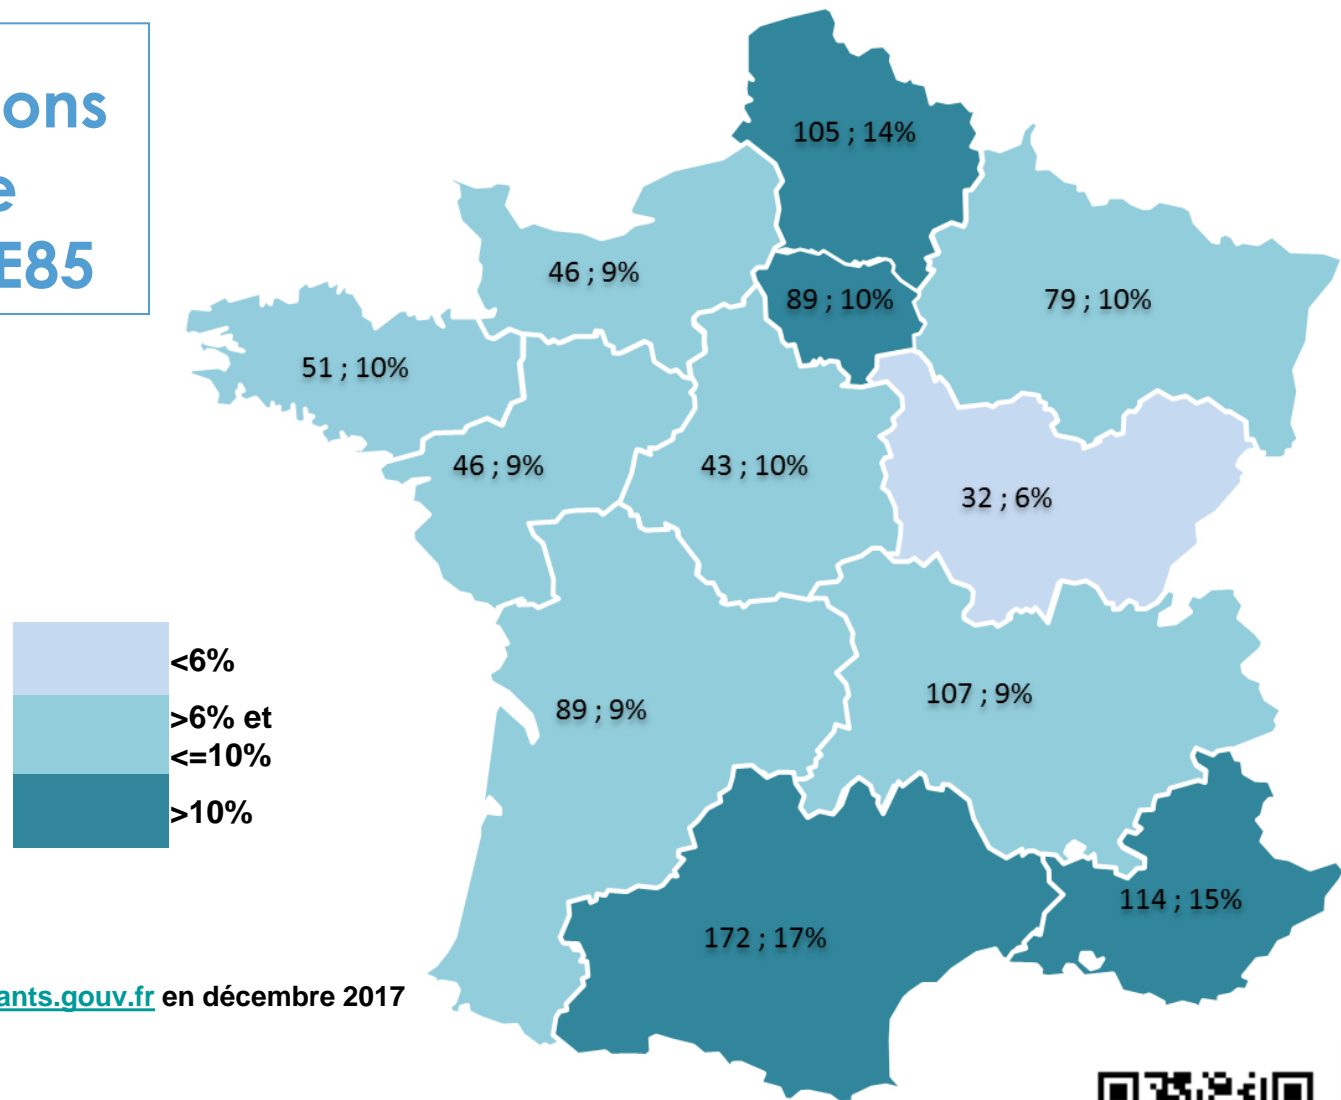 ons
e
E85
105 ; 14%
46 ; 9%
89 ; 10%
79 ; 10%
51 ; 10%
46 ; 9%
43 ; 10%
32 ; 6%
<6%
>6% et
<=10%
>10%
89 ; 9%
107 ; 9%
114 ; 15%
172 ; 17%
ants.gouv.fr en décembre 2017